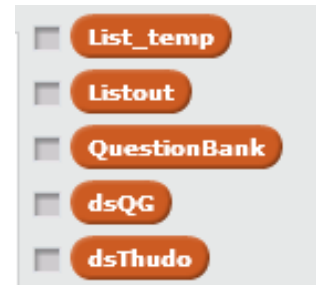 List_temp
Listout
QuestionBank
dsQG
dsThudo